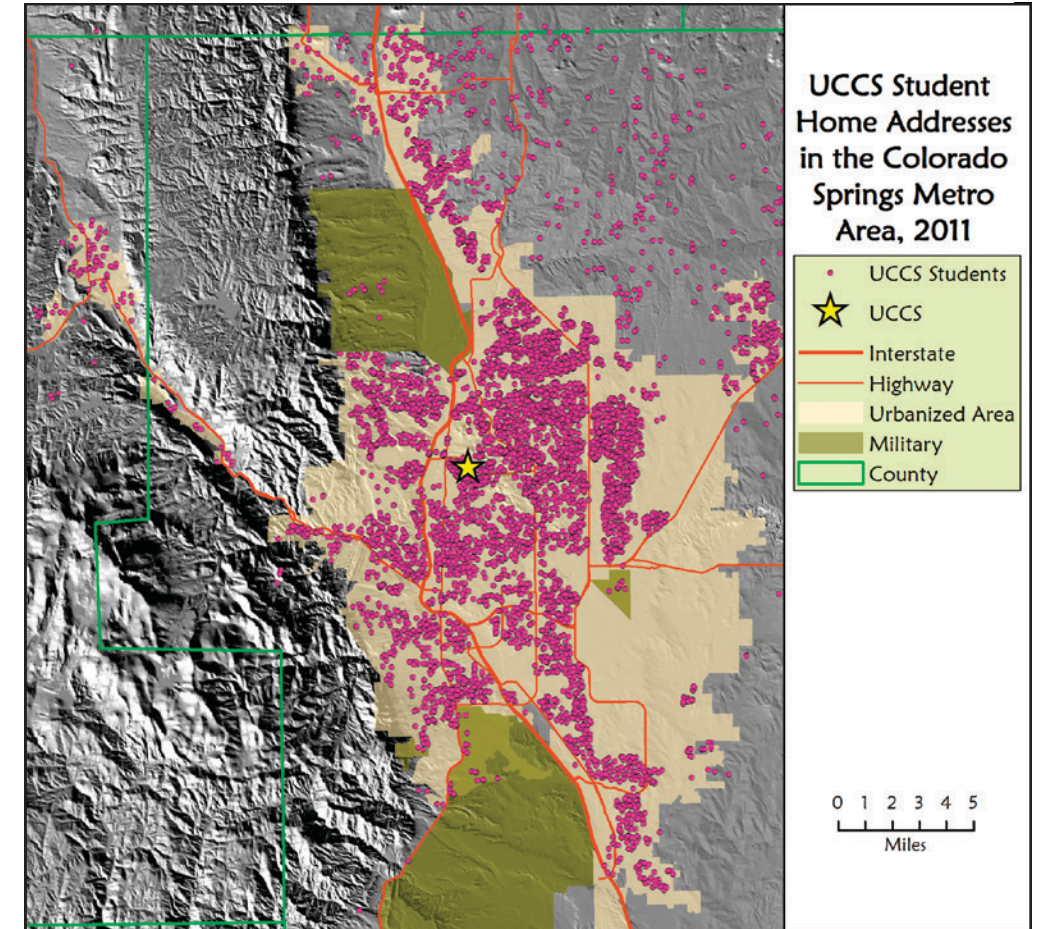 UCCS Student
Home Addresses
in the Colorado
Springs Metro
Area, 2011
UCCS Students
UCCS
Interstate
Highway
Urbanized Area
Military
County
0 1 2 3 4 5
Miles